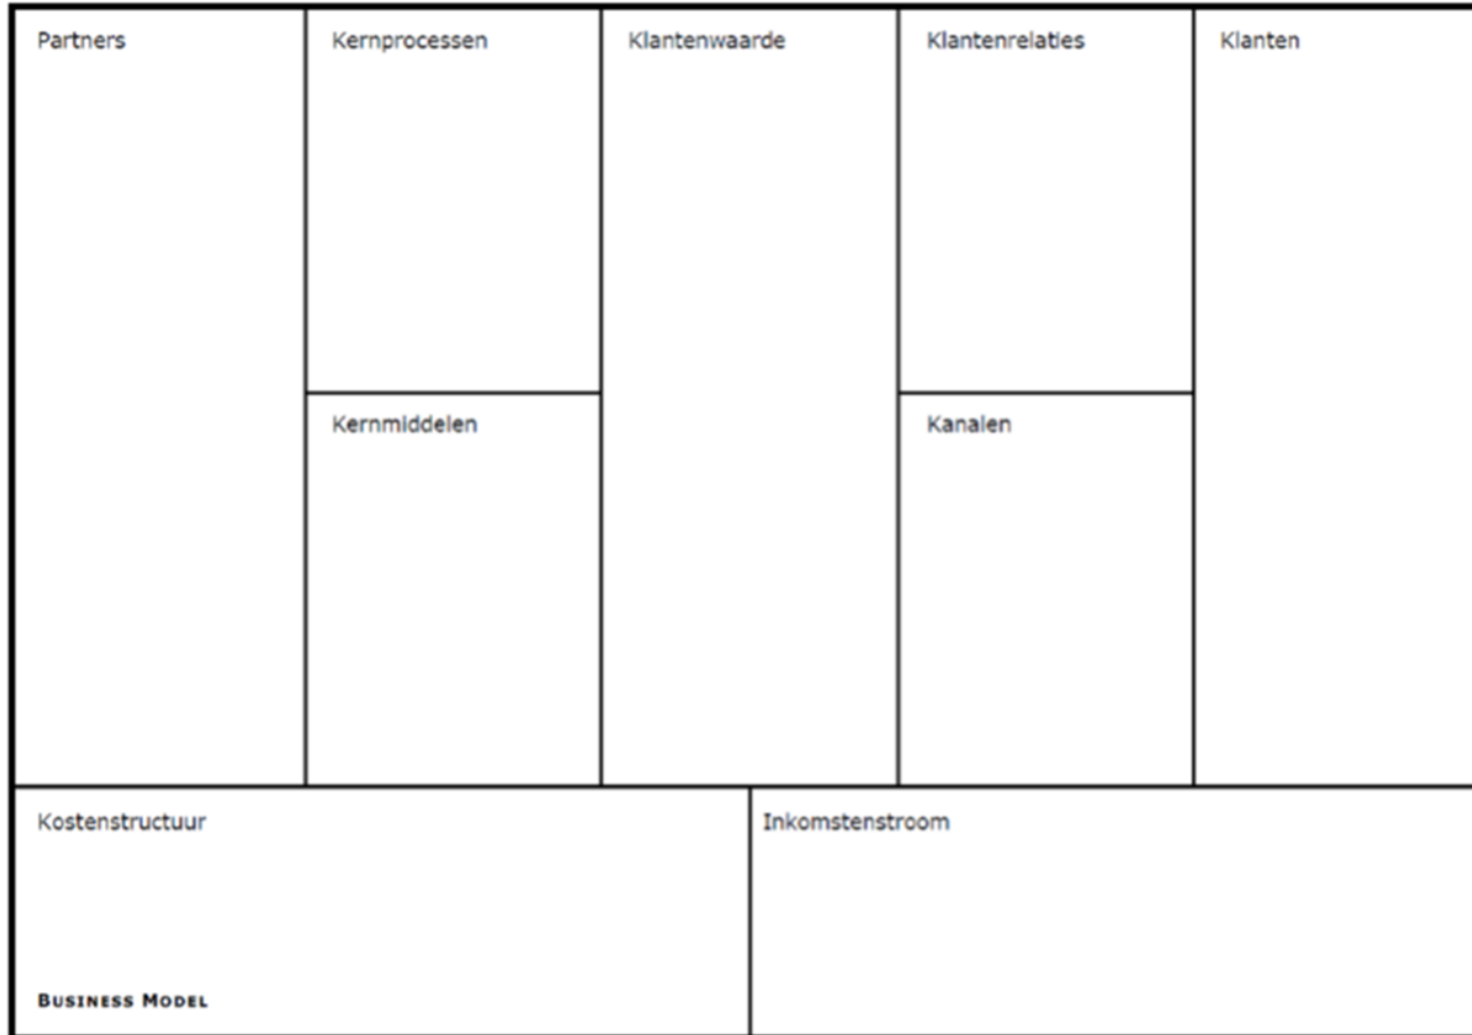 Partners
Kernprocessen
Klantenwaarde
Klantenrelaties
Klanten
Kernmiddelen
Kanalen
Kostenstructuur
Inkomstenstroom
BUSINESS MODEL